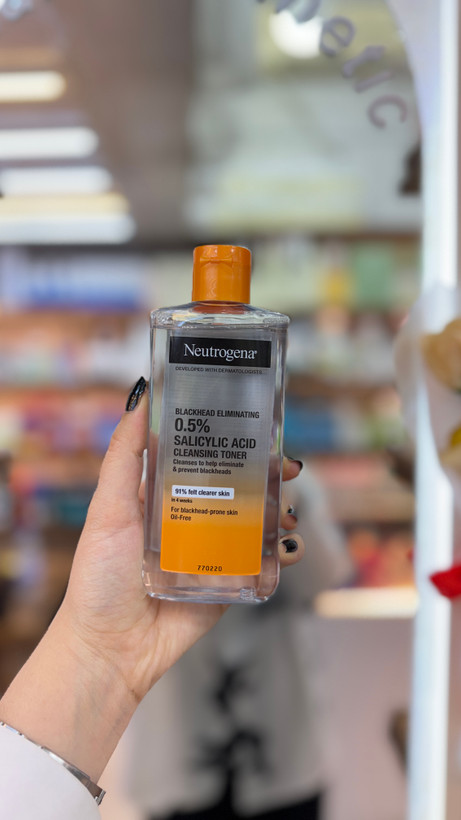 Neutrogena®
DEVELOPED WITH DERMATOLOGISTS
BLACKHEAD ELIMINATING
0.5%
SALICYLIC ACID
CLEANSING TONER
Cleanses to help eliminate
& prevent blackheads
91% felt clearer skin
in 4 weeks
For blackhead-prone skin
Oil-Free
770220